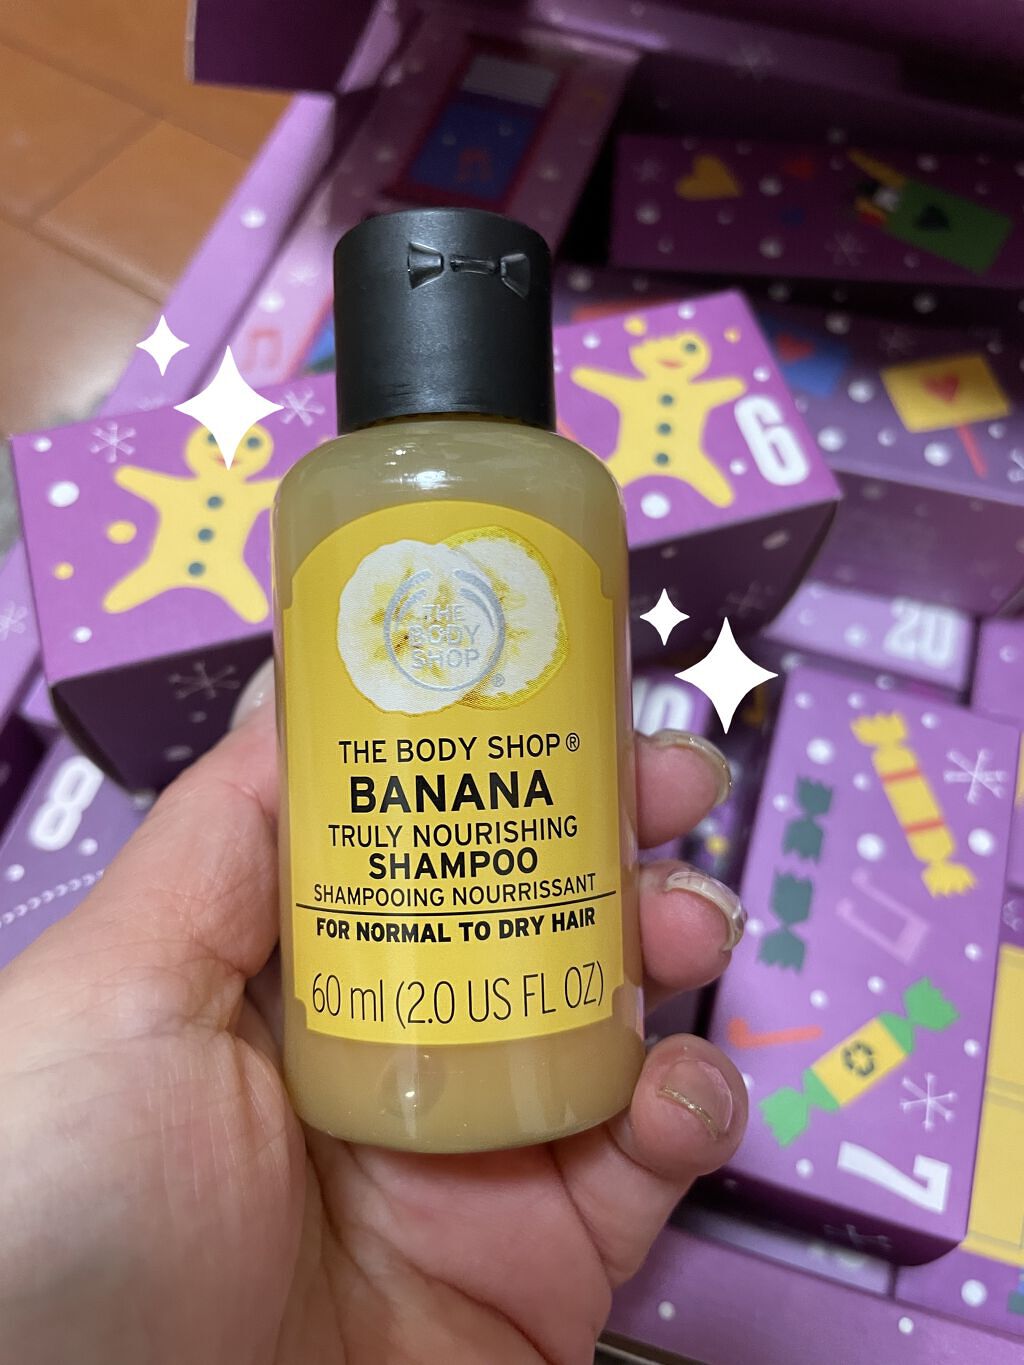 6
THE
BODY
SHOP
®
20
10
8
THE BODY SHOP®
BANANA
TRULY NOURISHING
SHAMPOO
SHAMPOOING NOURRISSANT
FOR NORMAL TO DRY HAIR
60 ml (2.0 US FL OZ)
7